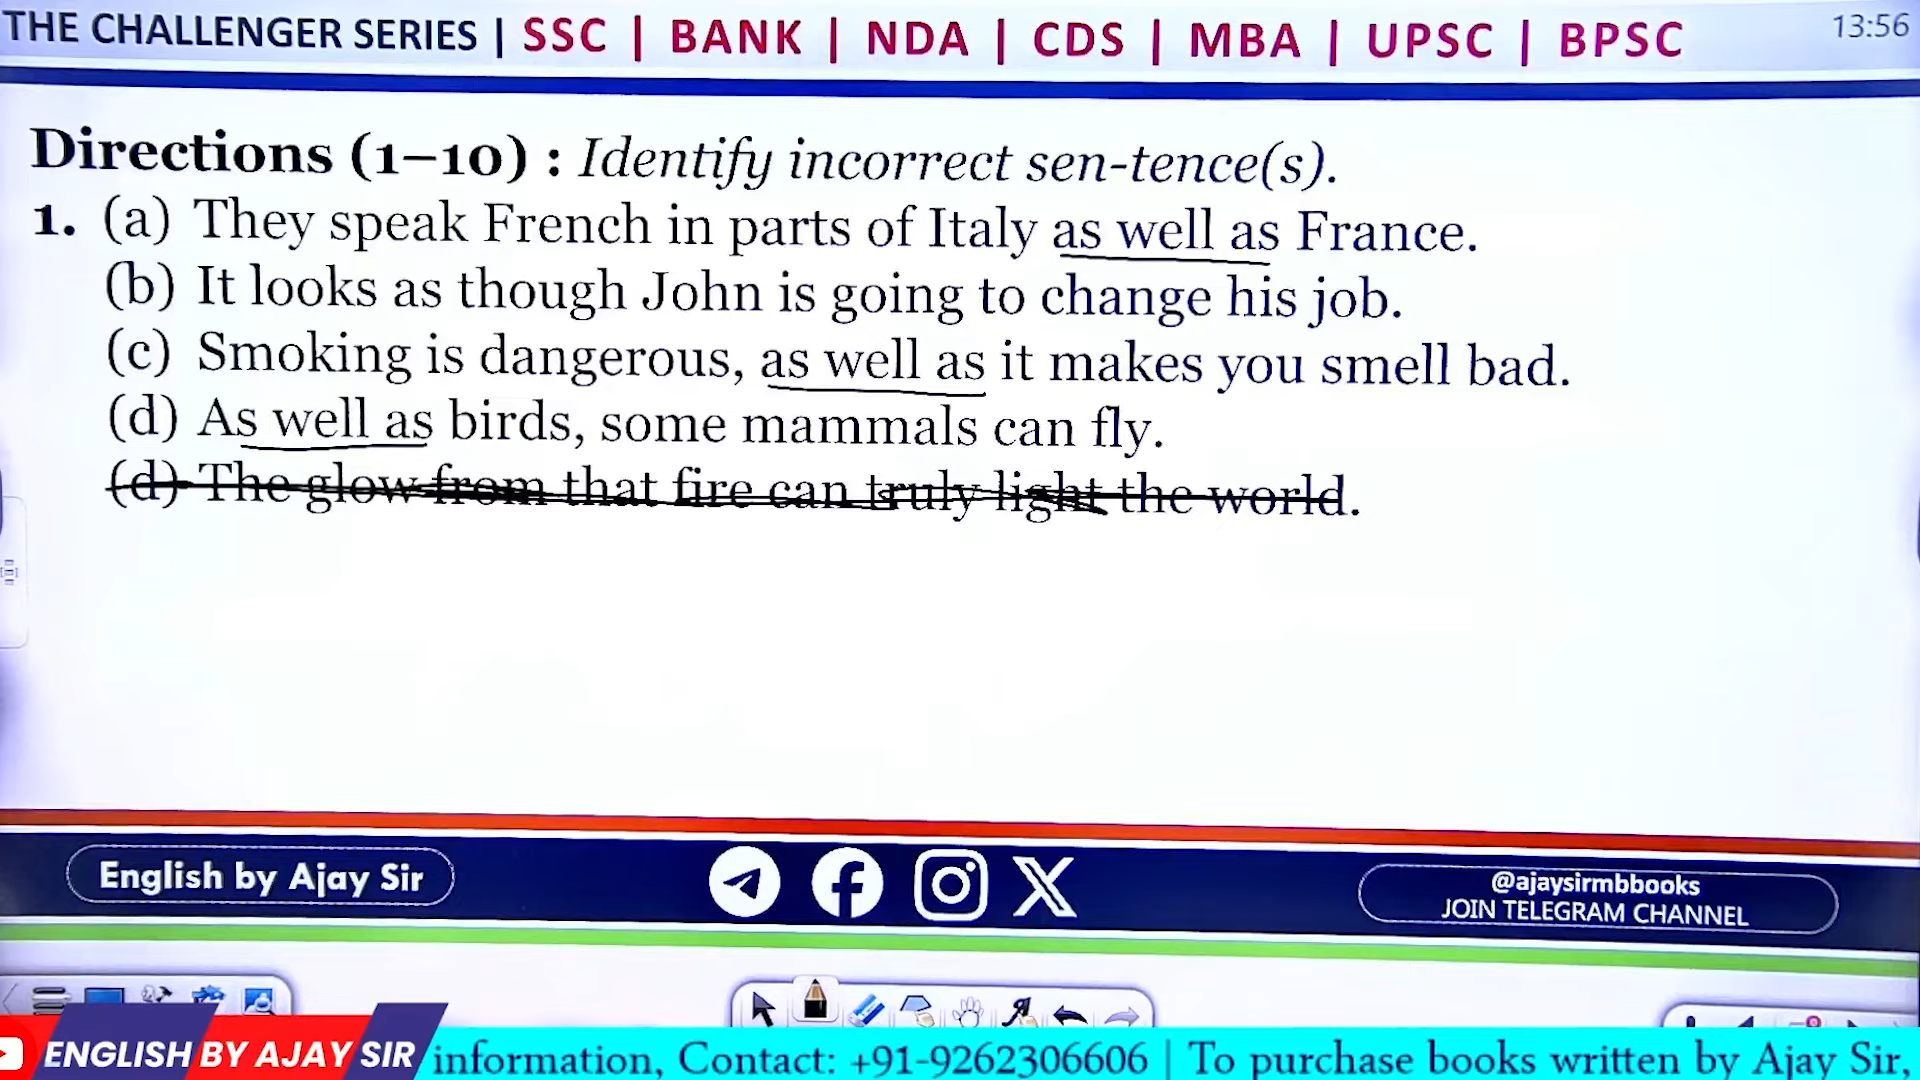 THE CHALLENGER SERIES | SSC | BANK | NDA | CDS | MBA | UPSC | BPSC
13:56
Directions (1–10) : Identify incorrect sen-tence(s).
1. (a) They speak French in parts of Italy as well as France.
(b) It looks as though John is going to change his job.
(c) Smoking is dangerous, as well as it makes you smell bad.
(d) As well as birds, some mammals can fly.
(d) The glow from that fire can truly light the world.
English by Ajay Sir
@ajaysirmbbooks
JOIN TELEGRAM CHANNEL
ENGLISH BY AJAY SIR
information, Contact: +91-9262306606 | To purchase books written by Ajay Sir,